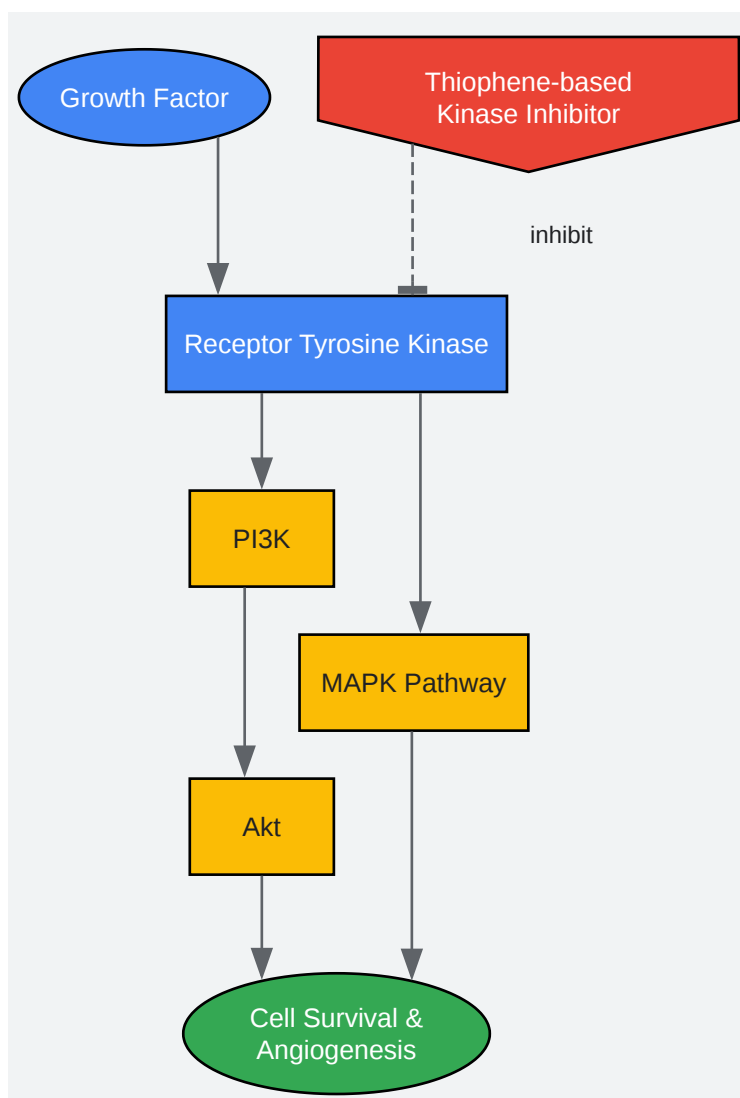 Growth Factor
Thiophene-based
Kinase Inhibitor
inhibit
Receptor Tyrosine Kinase
PI3K
MAPK Pathway
Akt
Cell Survival &
Angiogenesis